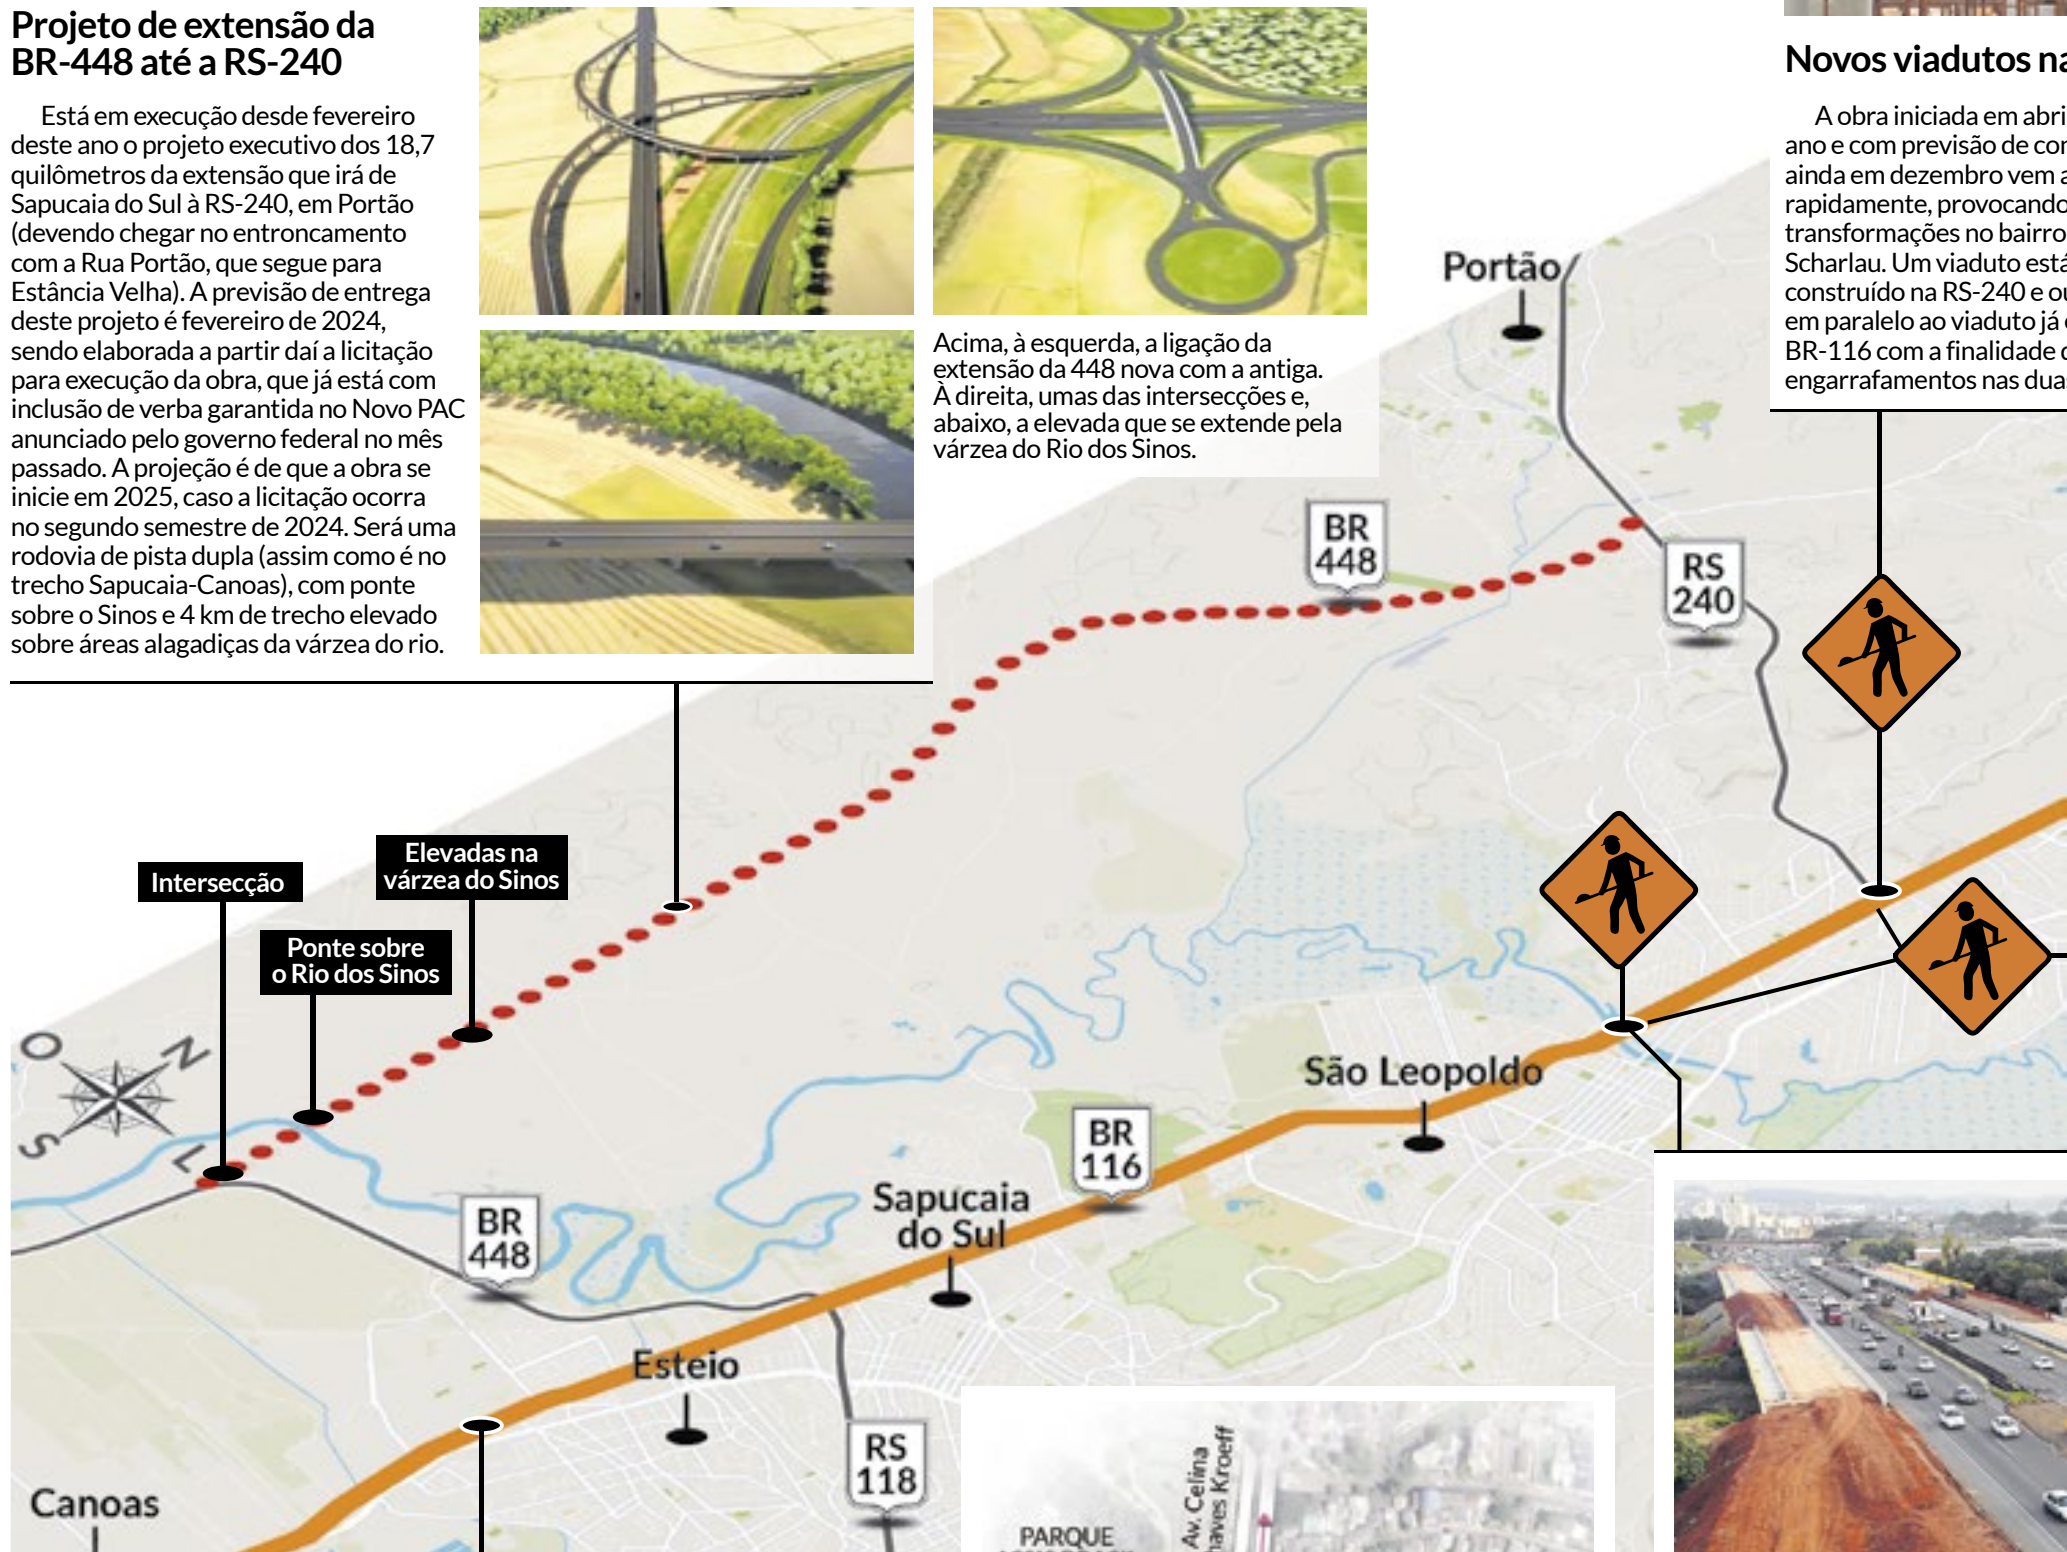 Projeto de extensão da
BR-448 até a RS-240
Está em execução desde fevereiro
deste ano o projeto executivo dos 18,7
quilômetros da extensão que irá de
Sapucaia do Sul à RS-240, em Portão
(devendo chegar no entroncamento
com a Rua Portão, que segue para
Estância Velha). A previsão de entrega
deste projeto é fevereiro de 2024,
sendo elaborada a partir daí a licitação
para execução da obra, que já está com
inclusão de verba garantida no Novo PAC
anunciado pelo governo federal no mês
passado. A projeção é de que a obra se
inicie em 2025, caso a licitação ocorra
no segundo semestre de 2024. Será uma
rodovia de pista dupla (assim como é no
trecho Sapucaia-Canoas), com ponte
sobre o Sinos e 4 km de trecho elevado
sobre áreas alagadiças da várzea do rio.
Acima, à esquerda, a ligação da
extensão da 448 nova com a antiga.
À direita, umas das intersecções e,
abaixo, a elevada que se extende pela
várzea do Rio dos Sinos.
Novos viadutos na
A obra iniciada em abri
ano e com previsão de
ainda em dezembro vem
rapidamente, provocando
transformações no bairro
Scharlau. Um viaduto está
construído na RS-240 e
em paralelo ao viaduto já
BR-116 com a finalidade
engarrafamentos nas
Portão
BR
448
RS
240
Intersecção
Elevadas na
várzea do Sinos
Ponte sobre
o Rio dos Sinos
O
N
S
L
São Leopoldo
BR
116
Sapucaia
do Sul
BR
448
Esteio
RS
118
Canoas
Av. Celina
haves Kroeff
PARQUE